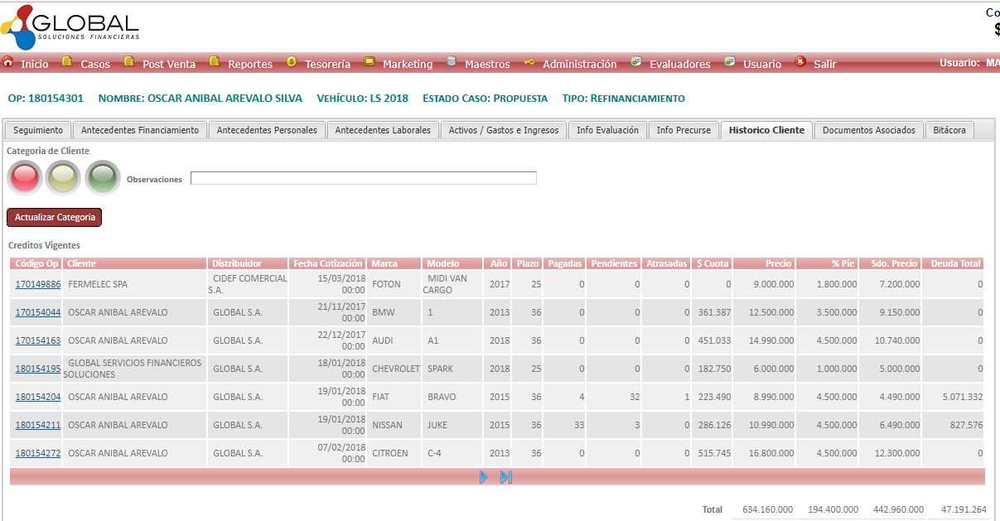 GLOBAL
SOLUCIONES FINANCIERAS
Co
$
Inicio Casos Post Venta Reportes Tesorería Marketing Maestros Administración Evaluadores Usuario Salir Usuario: MA
OP: 180154301 NOMBRE: OSCAR ANIBAL AREVALO SILVA VEHÍCULO: LS 2018 ESTADO CASO: PROPUESTA TIPO: REFINANCIAMIENTO
Seguimiento Antecedentes Financiamiento Antecedentes Personales Antecedentes Laborales Activos / Gastos e Ingresos Info Evaluación Info Precurse Historico Cliente Documentos Asociados Bitácora
Categoria de Cliente
Observaciones
Actualizar Categoria
Creditos Vigentes
Código Op Cliente Distribuidor Fecha Cotización Marca Modelo Año Plazo Pagadas Pendientes Atrasadas $ Cuota Precio % Pie Sdo. Precio Deuda Total
170149886 FERMELEC SPA CIDEF COMERCIAL S.A. 15/03/2018 00:00 FOTON MIDI VAN CARGO 2017 25 0 0 0 0 9.000.000 1.800.000 7.200.000 0
170154044 OSCAR ANIBAL AREVALO GLOBAL S.A. 21/11/2017 00:00 BMW 1 2013 36 0 0 0 361.387 12.500.000 3.500.000 9.150.000 0
170154163 OSCAR ANIBAL AREVALO GLOBAL S.A. 22/12/2017 00:00 AUDI A1 2018 36 0 0 0 451.033 14.990.000 4.500.000 10.740.000 0
180154195 GLOBAL SERVICIOS FINANCIEROS SOLUCIONES GLOBAL S.A. 18/01/2018 00:00 CHEVROLET SPARK 2018 25 0 0 0 182.750 6.000.000 1.000.000 5.000.000 0
180154204 OSCAR ANIBAL AREVALO GLOBAL S.A. 19/01/2018 00:00 FIAT BRAVO 2015 36 4 32 1 223.490 8.990.000 4.500.000 4.490.000 5.071.332
180154211 OSCAR ANIBAL AREVALO GLOBAL S.A. 19/01/2018 00:00 NISSAN JUKE 2015 36 33 3 0 286.126 10.990.000 4.500.000 6.490.000 827.576
180154272 OSCAR ANIBAL AREVALO GLOBAL S.A. 07/02/2018 00:00 CITROEN C-4 2013 36 0 0 0 515.745 16.800.000 4.500.000 12.300.000 0
Total 634.160.000 194.400.000 442.960.000 47.191.264